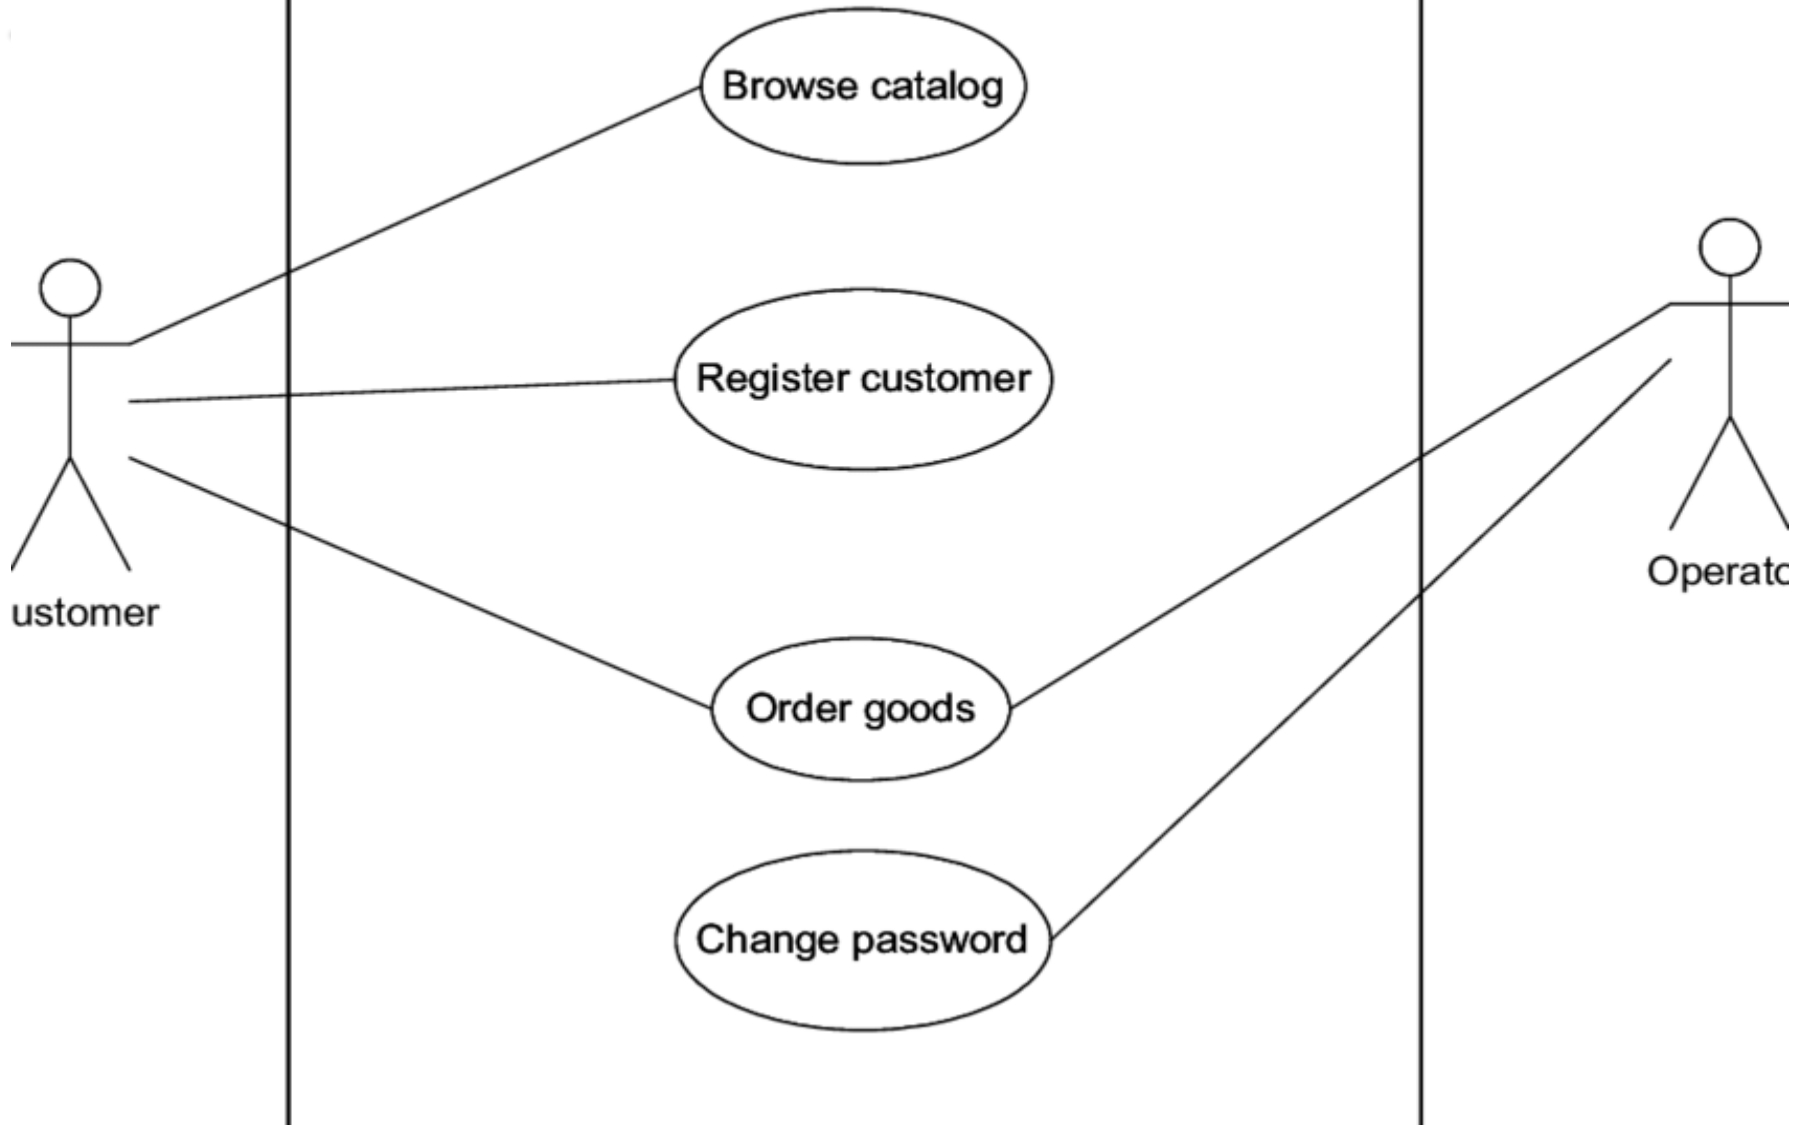 Browse catalog
Register customer
ustomer
Operato
Order goods
Change password